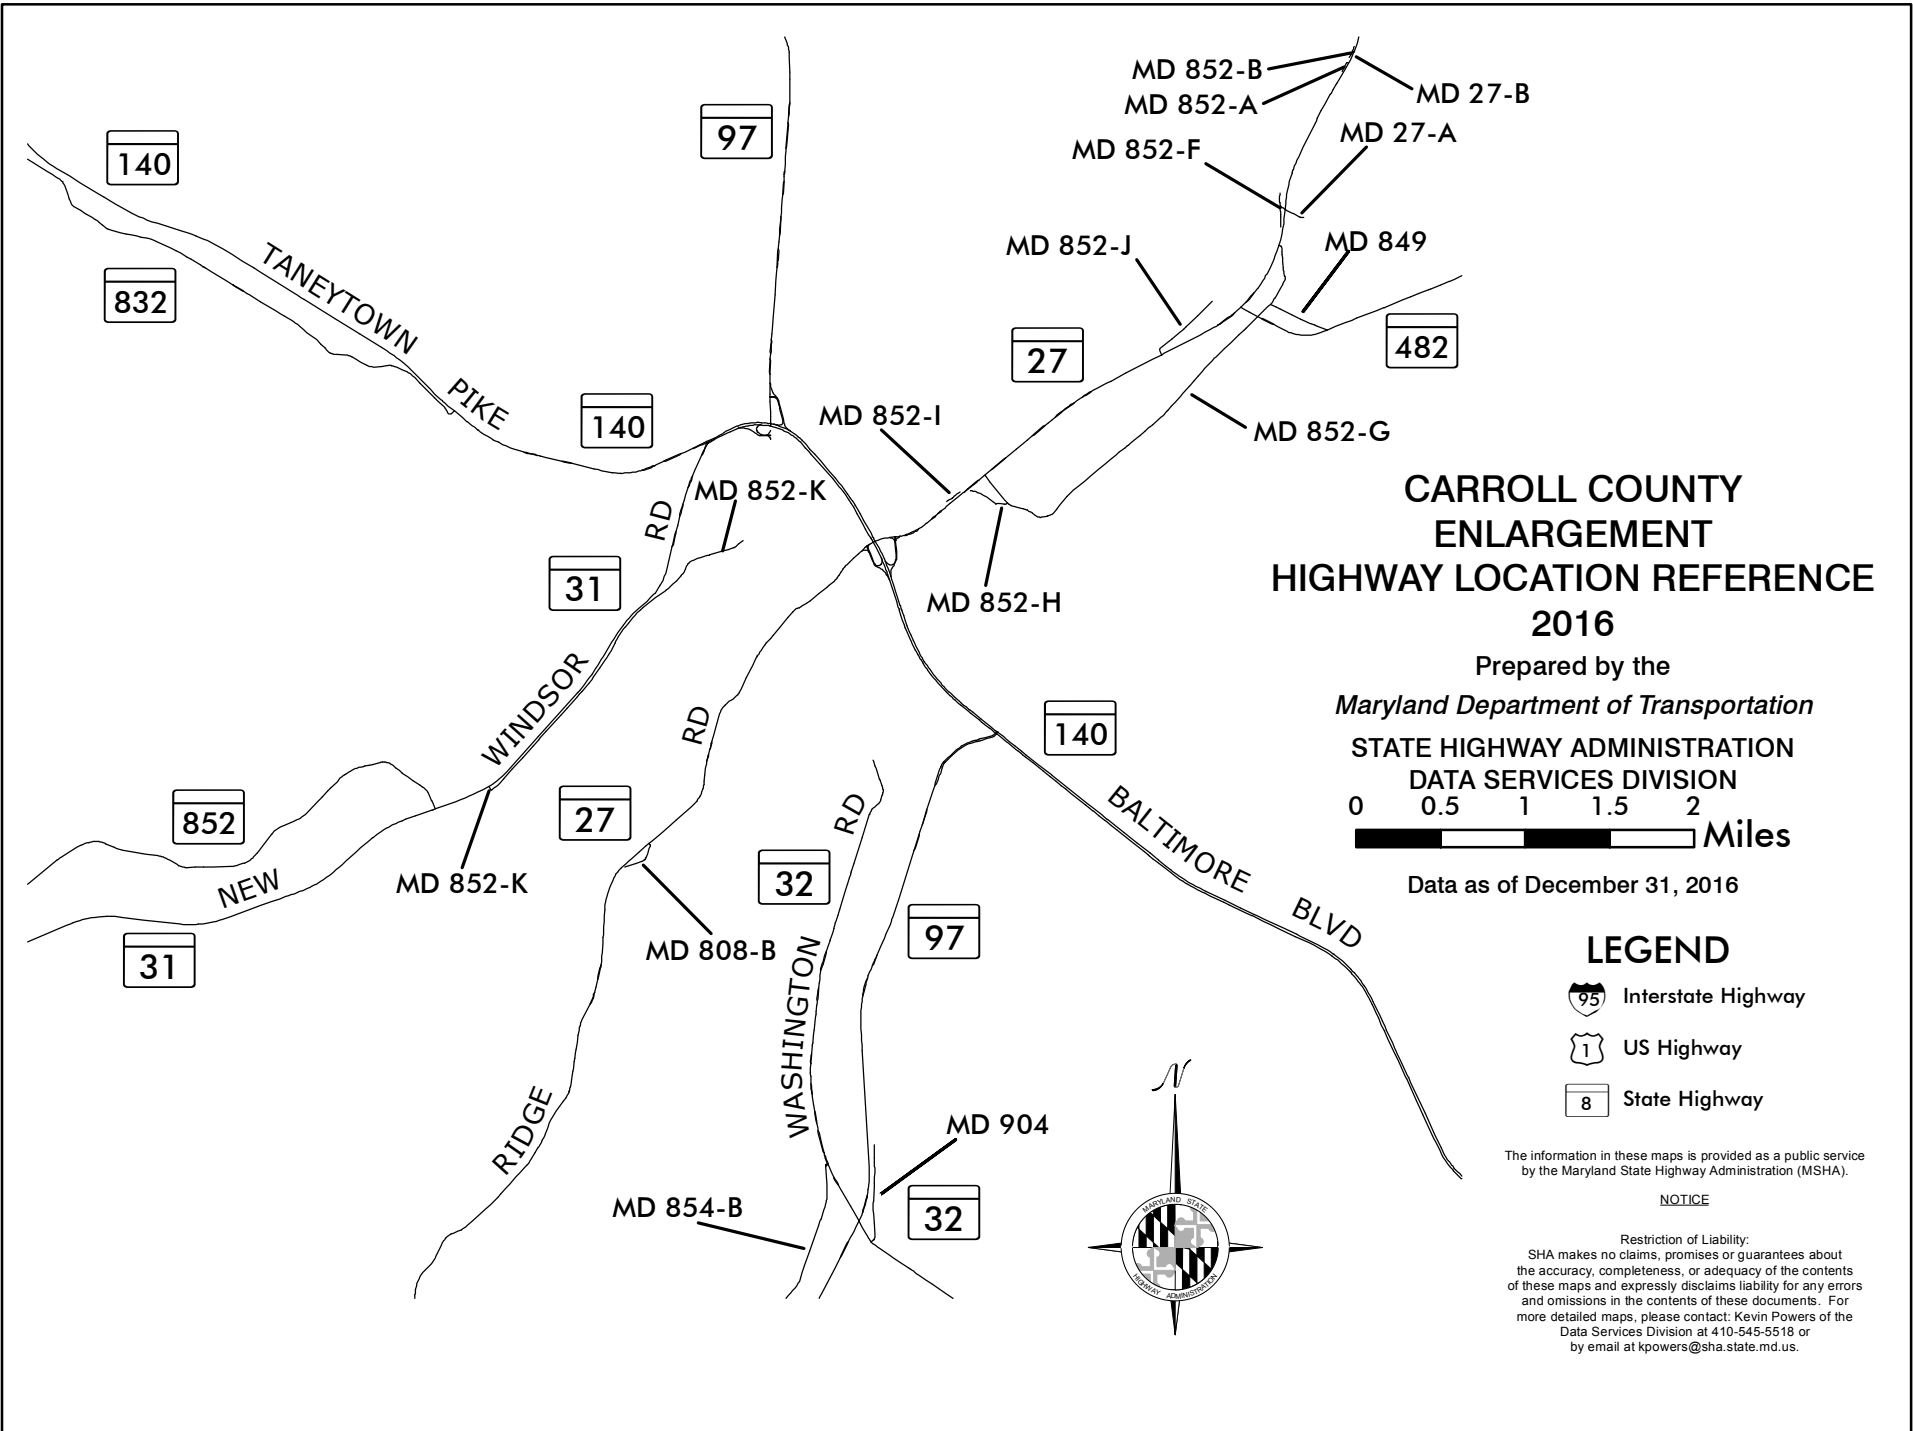 MD 852-B
MD 852-A
MD 27-B
97
MD 27-A
140
MD 852-F
MD 852-J
MD 849
832
TANEYTOWN
PIKE
27
482
140
MD 852-I
MD 852-G
MD 852-K
RD
31
MD 852-H
WINDSOR
RD
140
852
NEW
MD 852-K
27
RD
32
BALTIMORE
BLVD
31
MD 808-B
97
WASHINGTON
RIDGE
MD 904
MD 854-B
32
CARROLL COUNTY
ENLARGEMENT
HIGHWAY LOCATION REFERENCE
2016
Prepared by the
Maryland Department of Transportation
STATE HIGHWAY ADMINISTRATION
DATA SERVICES DIVISION
0 0.5 1 1.5 2
Miles
Data as of December 31, 2016
LEGEND
95 Interstate Highway
1 US Highway
8 State Highway
N
MARYLAND STATE
HIGHWAY ADMINISTRATION
The information in these maps is provided as a public service
by the Maryland State Highway Administration (MSHA).
NOTICE
Restriction of Liability:
SHA makes no claims, promises or guarantees about
the accuracy, completeness, or adequacy of the contents
of these maps and expressly disclaims liability for any errors
and omissions in the contents of these documents. For
more detailed maps, please contact: Kevin Powers of the
Data Services Division at 410-545-5518 or
by email at kpowers@sha.state.md.us.